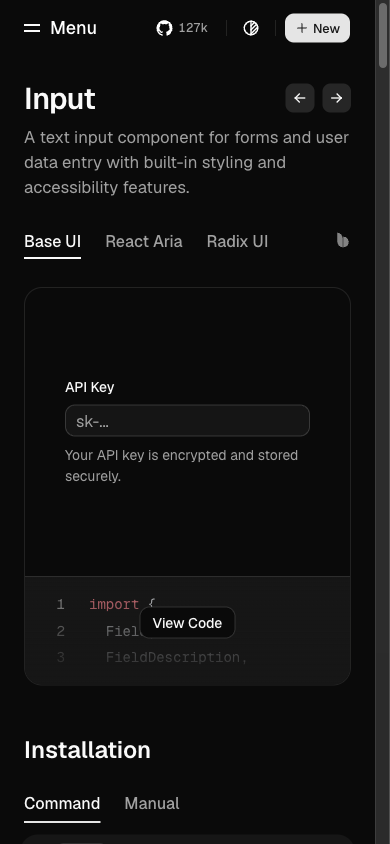 Menu
127k
+ New
Input
A text input component for forms and user
data entry with built-in styling and
accessibility features.
Base UI
React Aria
Radix UI
API Key
sk-...
Your API key is encrypted and stored
securely.
1 import {
View Code
2
3 FieldDescription,
Installation
Command
Manual